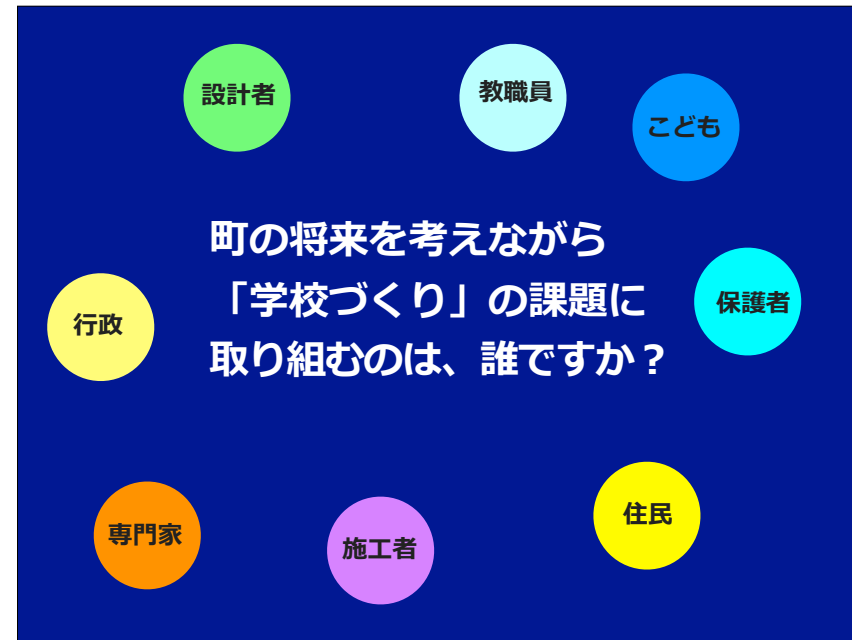 設計者
教職員
こども
町の将来を考えながら
「学校づくり」の課題に
取り組むのは、誰ですか？
行政
保護者
専門家
施工者
住民